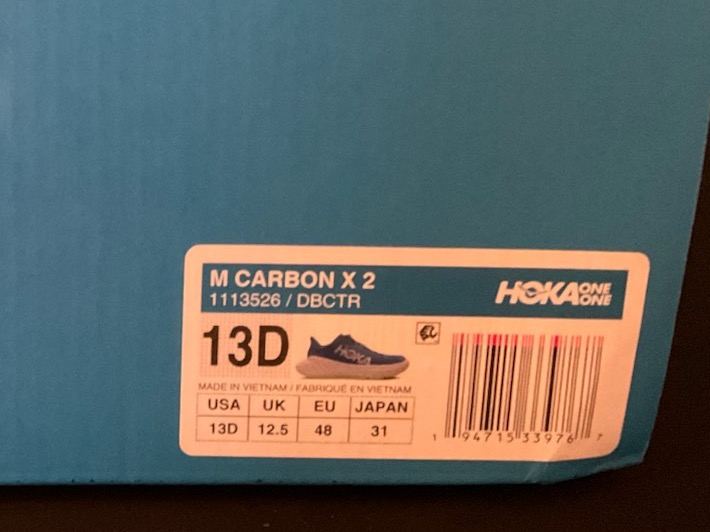 M CARBON X 2
1113526 / DBCTR
HOKA ONE ONE
13D
HOKA
MADE IN VIETNAM / FABRIQUÉ EN VIETNAM
USA UK EU JAPAN
13D 12.5 48 31
1 94715 33976 7